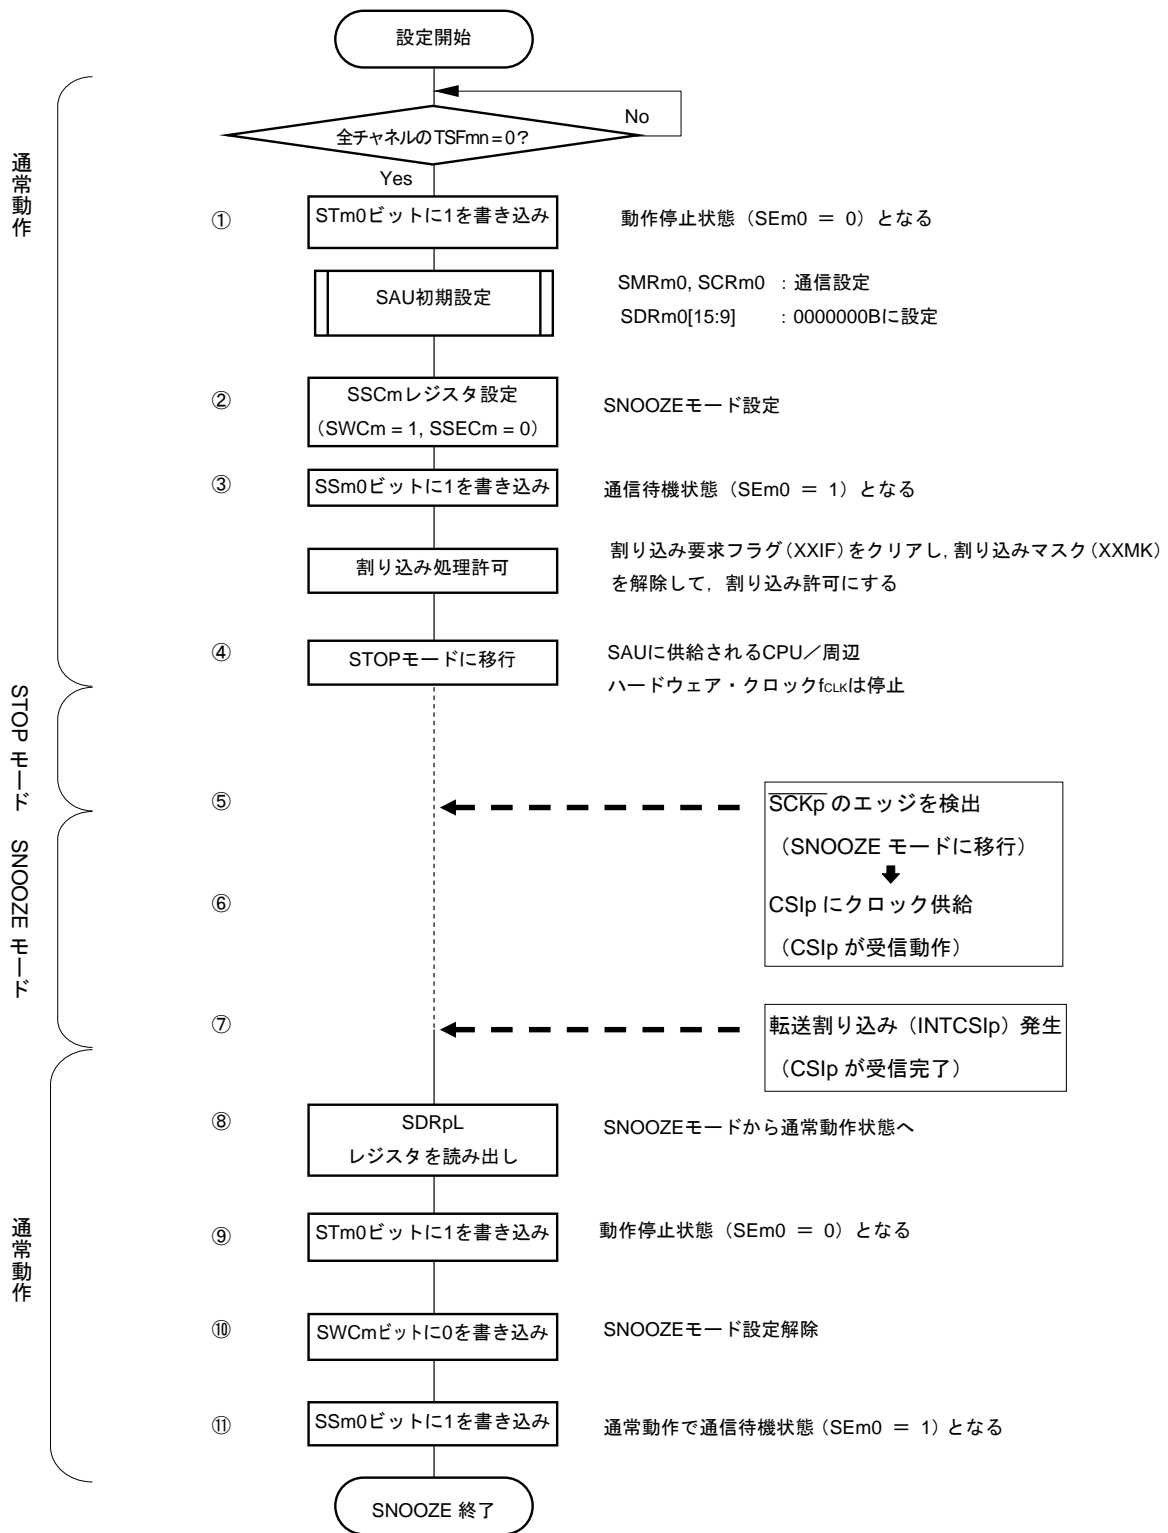 設定開始
No
全チャネルのTSFmn = 0？
Yes
通常動作
① STm0ビットに1を書き込み 動作停止状態（SEm0 ＝ 0）となる
SAU初期設定
SMRm0, SCRm0 ：通信設定
SDRm0[15:9] ：0000000Bに設定
② SSCmレジスタ設定
（SWCm = 1, SSECm = 0）
SNOOZEモード設定
③ SSm0ビットに1を書き込み 通信待機状態（SEm0 ＝ 1）となる
割り込み処理許可
割り込み要求フラグ（XXIF）をクリアし，割り込みマスク（XXMK）
を解除して，割り込み許可にする
④ STOPモードに移行
SAUに供給されるCPU／周辺
ハードウェア・クロックfCLKは停止
STOP モード
⑤ SCKp のエッジを検出
（SNOOZE モードに移行）
SNOOZE モード
⑥ CSIp にクロック供給
（CSIp が受信動作）
⑦ 転送割り込み（INTCSIp）発生
（CSIp が受信完了）
⑧ SDRpL
レジスタを読み出し
SNOOZEモードから通常動作状態へ
通常動作
⑨ STm0ビットに1を書き込み 動作停止状態（SEm0 ＝ 0）となる
⑩ SWCmビットに0を書き込み SNOOZEモード設定解除
⑪ SSm0ビットに1を書き込み 通常動作で通信待機状態（SEm0 ＝ 1）となる
SNOOZE 終了